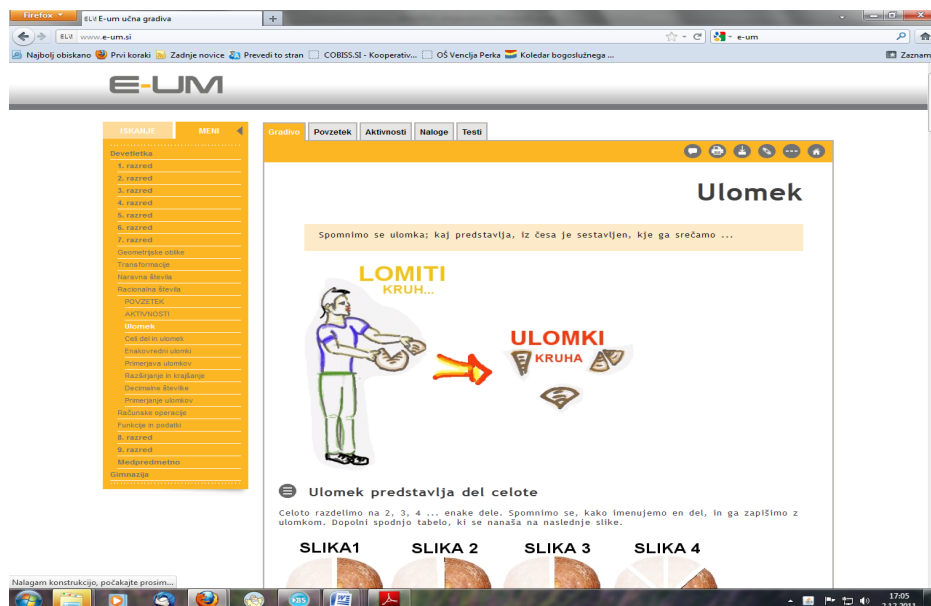 Firefox
E-um učna gradiva
www.e-um.si
e-um
Najbolj obiskano
Prvi koraki
Zadnje novice
Prevedi to stran
COBISS.SI - Kooperativ...
OŠ Venclja Perka
Koledar bogoslužnega ...
Zaznam
E-UM
ISKANJE
MENI
Gradivo
Povzetek
Aktivnosti
Naloge
Testi
Devetletka
1. razred
2. razred
3. razred
4. razred
5. razred
6. razred
7. razred
Geometrijske oblike
Transformacije
Naravna števila
Racionalna števila
POVZETEK
AKTIVNOSTI
Ulomek
Celi del in ulomek
Enakovredni ulomki
Primerjava ulomkov
Razširjanje in krajšanje
Decimalne številke
Primerjanje ulomkov
Računske operacije
Funkcije in podatki
8. razred
9. razred
Medpredmetno
Gimnazija
Ulomek
Spomnimo se ulomka; kaj predstavlja, iz česa je sestavljen, kje ga srečamo ...
LOMITI
KRUH...
ULOMKI
KRUHA
Ulomek predstavlja del celote
Celoto razdelimo na 2, 3, 4 ... enake dele. Spomnimo se, kako imenujemo en del, in ga zapišimo z
ulomkom. Dopolni spodnjo tabelo, ki se nanaša na naslednje slike.
SLIKA1
SLIKA 2
SLIKA 3
SLIKA 4
Nalagam konstrukcijo, počakajte prosim...
17:05
2.12.2011